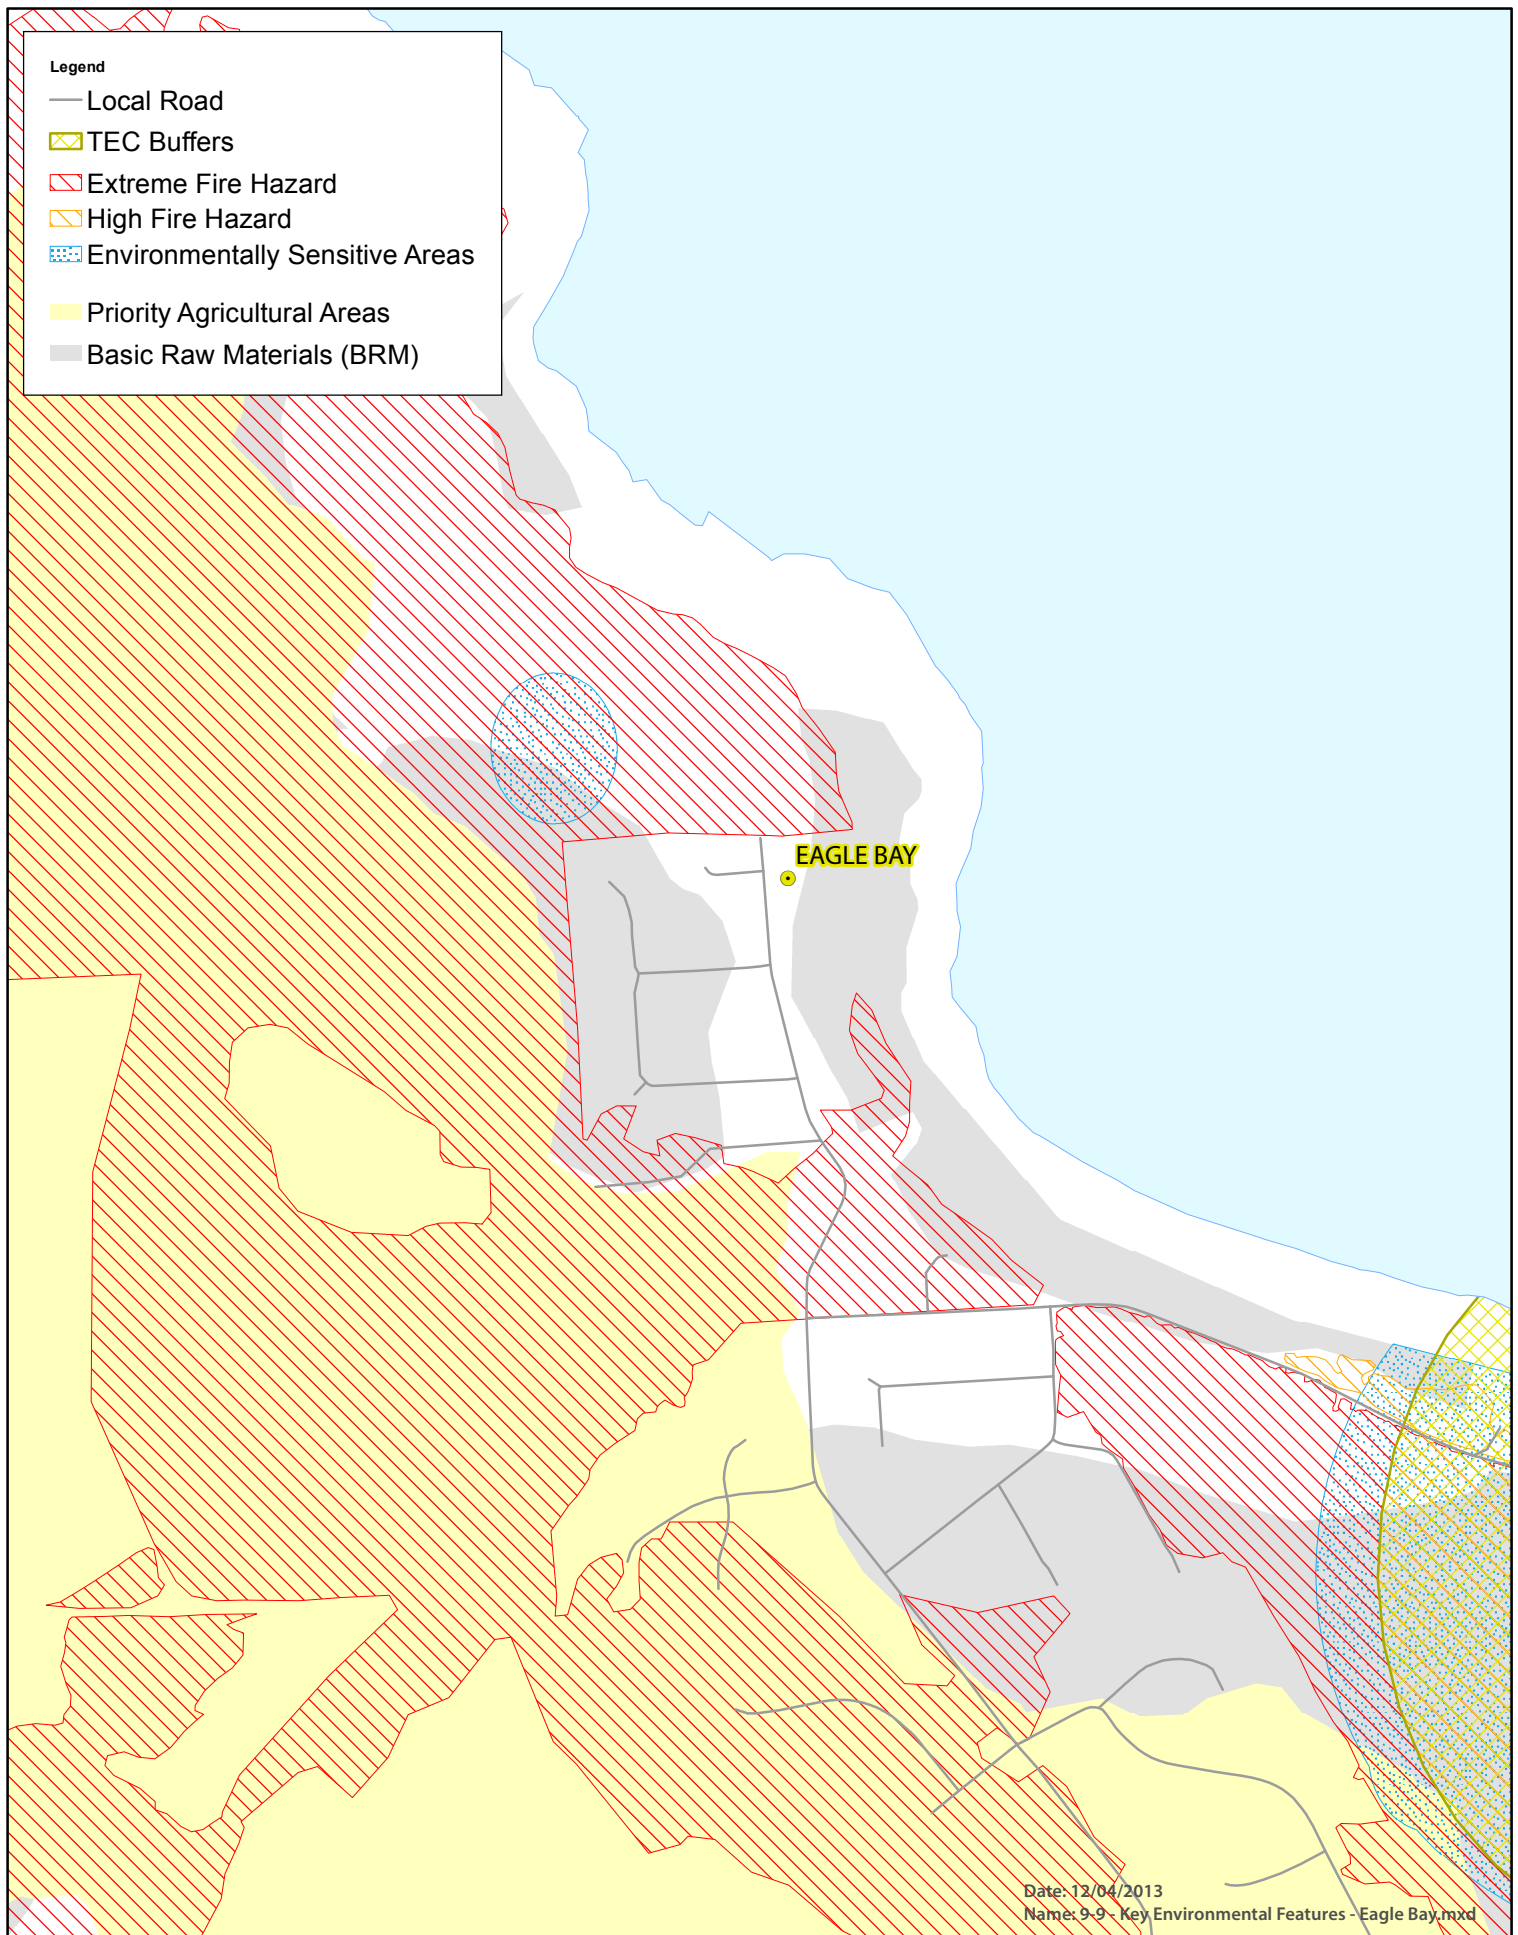 Legend
Local Road
TEC Buffers
Extreme Fire Hazard
High Fire Hazard
Environmentally Sensitive Areas
Priority Agricultural Areas
Basic Raw Materials (BRM)
EAGLE BAY
Date: 12/04/2013
Name: 9-9 - Key Environmental Features - Eagle Bay.mxd